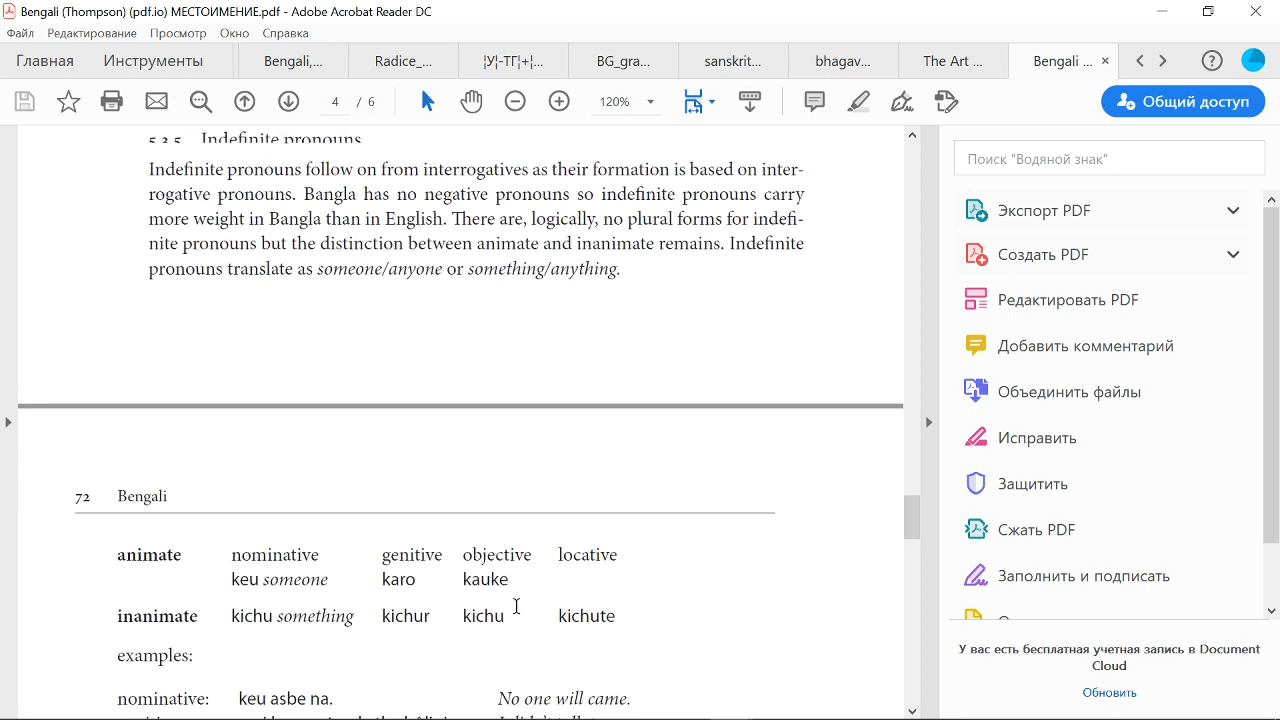 Bengali (Thompson) (pdf.io) МЕСТОИМЕНИЕ.pdf - Adobe Acrobat Reader DC
Файл Редактирование Просмотр Окно Справка
Главная Инструменты Bengali,... Radice_... ¦У¦-ТГ¦+¦... BG_gra... sanskrit... bhagav... The Art ... Bengali ... ×
4 / 6 120% Общий доступ
5.3.5 Indefinite pronouns
Indefinite pronouns follow on from interrogatives as their formation is based on inter-
rogative pronouns. Bangla has no negative pronouns so indefinite pronouns carry
more weight in Bangla than in English. There are, logically, no plural forms for indefi-
nite pronouns but the distinction between animate and inanimate remains. Indefinite
pronouns translate as someone/anyone or something/anything.
72 Bengali
animate nominative genitive objective locative
keu someone karo kauke
inanimate kichu something kichur kichu kichute
examples:
nominative: keu asbe na. No one will came.
Поиск "Водяной знак"
Экспорт PDF
Создать PDF
Редактировать PDF
Добавить комментарий
Объединить файлы
Исправить
Защитить
Сжать PDF
Заполнить и подписать
У вас есть бесплатная учетная запись в Document
Cloud
Обновить